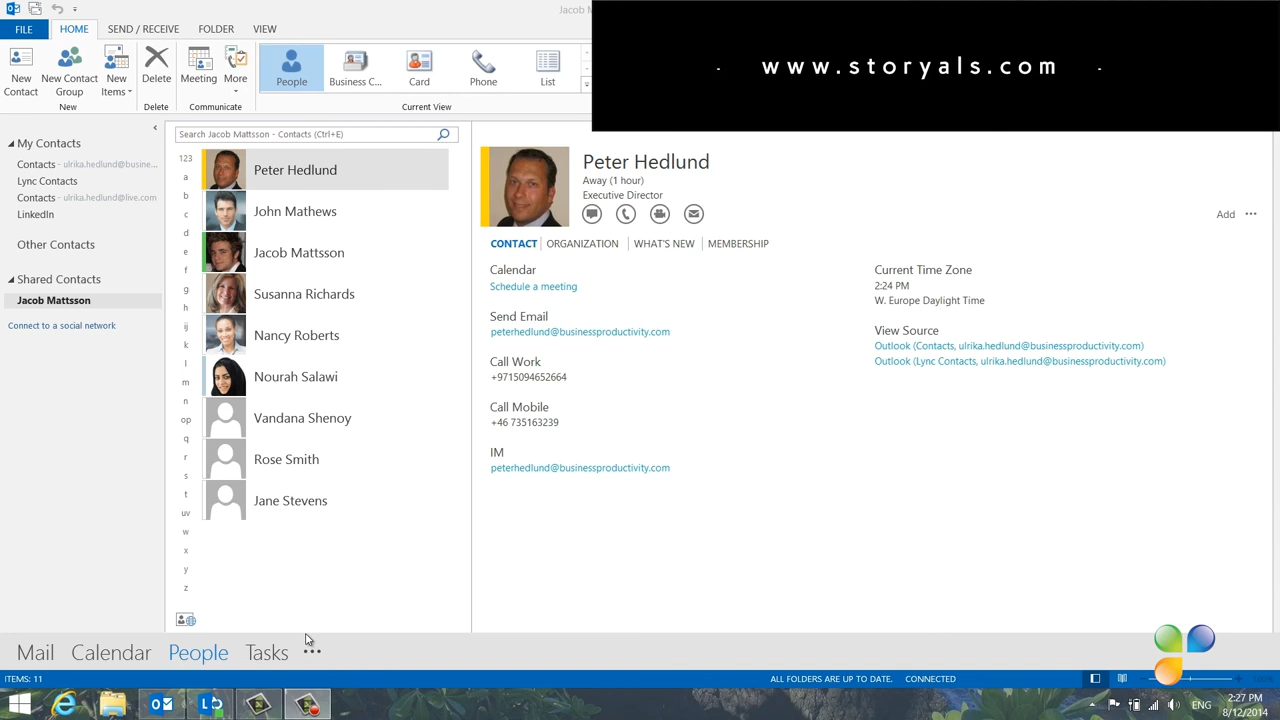 Jacob M
FILE
HOME
SEND / RECEIVE
FOLDER
VIEW
New Contact
New Contact Group
New Items
Delete
Meeting
More
People
Business C...
Card
Phone
List
New
Delete
Communicate
Current View
- www.storyals.com -
My Contacts
Contacts - ulrika.hedlund@busine...
Lync Contacts
Contacts - ulrika.hedlund@live.com
LinkedIn
Other Contacts
Shared Contacts
Jacob Mattsson
Connect to a social network
Search Jacob Mattsson - Contacts (Ctrl+E)
123
a
b
c
d
e
f
g
h
ij
k
m
n
op
q
r
s
t
uv
w
x
y
z
Peter Hedlund
John Mathews
Jacob Mattsson
Susanna Richards
Nancy Roberts
Nourah Salawi
Vandana Shenoy
Rose Smith
Jane Stevens
Peter Hedlund
Away (1 hour)
Executive Director
Add ···
CONTACT
ORGANIZATION
WHAT'S NEW
MEMBERSHIP
Calendar
Schedule a meeting
Send Email
peterhedlund@businessproductivity.com
Call Work
+9715094652664
Call Mobile
+46 735163239
IM
peterhedlund@businessproductivity.com
Current Time Zone
2:24 PM
W. Europe Daylight Time
View Source
Outlook (Contacts, ulrika.hedlund@businessproductivity.com)
Outlook (Lync Contacts, ulrika.hedlund@businessproductivity.com)
Mail Calendar People Tasks ···
ITEMS: 11
ALL FOLDERS ARE UP TO DATE.
CONNECTED
100%
ENG
2:27 PM
8/12/2014